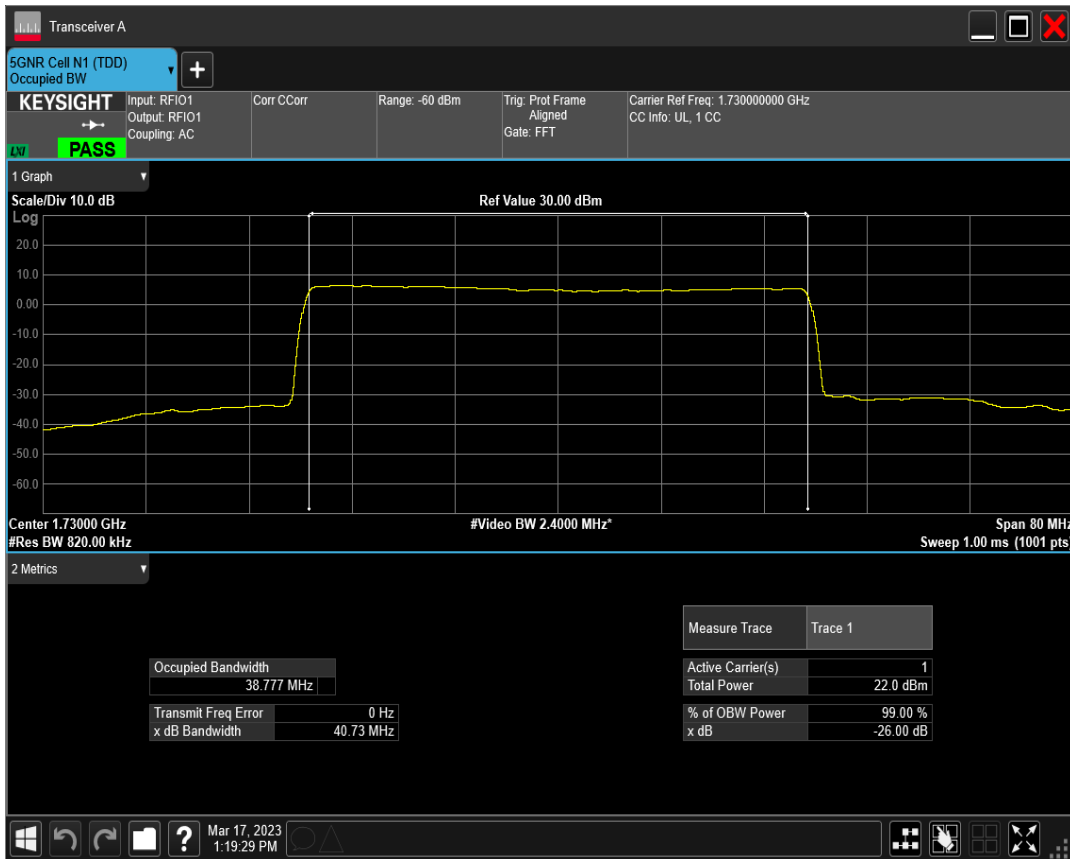 Transceiver A
5GNR Cell N1 (TDD)
Occupied BW
KEYSIGHT
Input: RFIO1
Output: RFIO1
Coupling: AC
Corr CCorr
Range: -60 dBm
Trig: Prot Frame
Aligned
Gate: FFT
Carrier Ref Freq: 1.730000000 GHz
CC Info: UL, 1 CC
LXI
PASS
1 Graph
Scale/Div 10.0 dB
Ref Value 30.00 dBm
Log
20.0
10.0
0.00
-10.0
-20.0
-30.0
-40.0
-50.0
-60.0
Center 1.73000 GHz
#Video BW 2.4000 MHz*
Span 80 MHz
#Res BW 820.00 kHz
Sweep 1.00 ms (1001 pts)
2 Metrics
Measure Trace
Trace 1
Occupied Bandwidth
38.777 MHz
Active Carrier(s) 1
Total Power 22.0 dBm
Transmit Freq Error 0 Hz
x dB Bandwidth 40.73 MHz
% of OBW Power 99.00 %
x dB -26.00 dB
?
Mar 17, 2023
1:19:29 PM